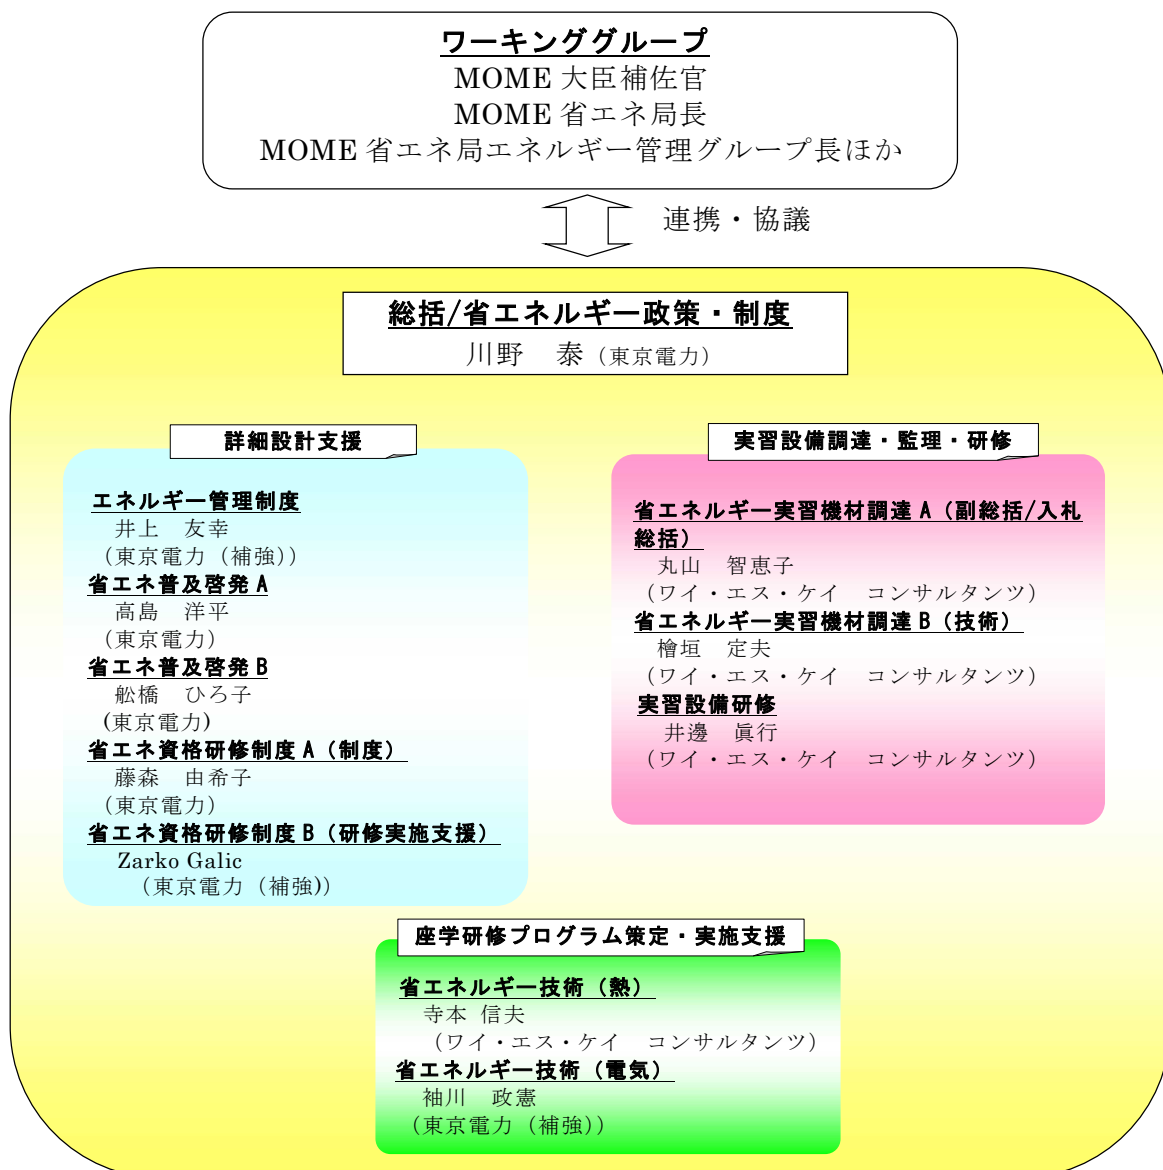 ワーキンググループ
MOME 大臣補佐官
MOME 省エネ局長
MOME 省エネ局エネルギー管理グループ長ほか
連携・協議
総括/省エネルギー政策・制度
川野　泰（東京電力）
詳細設計支援
エネルギー管理制度
井上　友幸
（東京電力（補強））
省エネ普及啓発 A
高島　洋平
（東京電力）
省エネ普及啓発 B
舩橋　ひろ子
(東京電力)
省エネ資格研修制度 A（制度）
藤森　由希子
（東京電力）
省エネ資格研修制度 B（研修実施支援）
Zarko Galic
（東京電力（補強））
実習設備調達・監理・研修
省エネルギー実習機材調達 A（副総括/入札
総括）
丸山　智恵子
（ワイ・エス・ケイ　コンサルタンツ）
省エネルギー実習機材調達 B（技術）
檜垣　定夫
（ワイ・エス・ケイ　コンサルタンツ）
実習設備研修
井邊　眞行
（ワイ・エス・ケイ　コンサルタンツ）
座学研修プログラム策定・実施支援
省エネルギー技術（熱）
寺本 信夫
（ワイ・エス・ケイ　コンサルタンツ）
省エネルギー技術（電気）
袖川　政憲
（東京電力（補強））